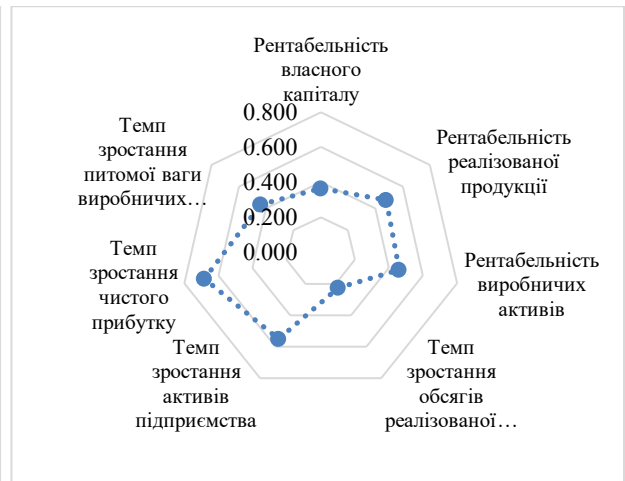 Рентабельність
власного
капіталу
0.800
0.600
0.400
0.200
0.000
Рентабельність
реалізованої
продукції
Рентабельність
виробничих
активів
Темп
зростання
обсягів
реалізованої…
Темп
зростання
активів
підприємства
Темп
зростання
чистого
прибутку
Темп
зростання
питомої ваги
виробничих…